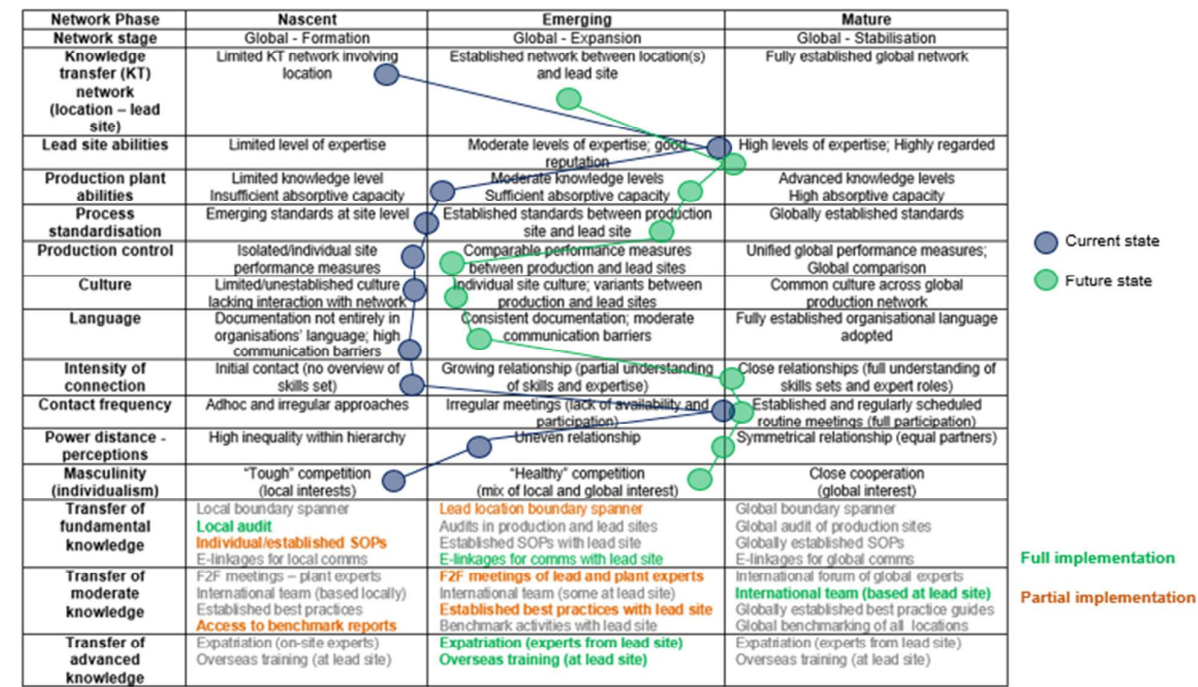 Network Phase Nascent Emerging Mature
Network stage Global - Formation Global - Expansion Global - Stabilisation
Knowledge transfer (KT) network (location – lead site)
Limited KT network involving location
Established network between location(s) and lead site
Fully established global network
Lead site abilities
Limited level of expertise
Moderate levels of expertise; good reputation
High levels of expertise; Highly regarded
Production plant abilities
Limited knowledge level
Insufficient absorptive capacity
Moderate knowledge levels
Sufficient absorptive capacity
Advanced knowledge levels
High absorptive capacity
Process standardisation
Emerging standards at site level
Established standards between production site and lead site
Globally established standards
Production control
Isolated/individual site performance measures
Comparable performance measures between production and lead sites
Unified global performance measures; Global comparison
Culture
Limited/unestablished culture lacking interaction with network
Individual site culture; variants between production and lead sites
Common culture across global production network
Language
Documentation not entirely in organisations' language; high communication barriers
Consistent documentation; moderate communication barriers
Fully established organisational language adopted
Intensity of connection
Initial contact (no overview of skills set)
Growing relationship (partial understanding of skills and expertise)
Close relationships (full understanding of skills sets and expert roles)
Contact frequency
Adhoc and irregular approaches
Irregular meetings (lack of availability and participation)
Established and regularly scheduled routine meetings (full participation)
Power distance - perceptions
High inequality within hierarchy
Uneven relationship
Symmetrical relationship (equal partners)
Masculinity (individualism)
“Tough” competition (local interests)
“Healthy” competition (mix of local and global interest)
Close cooperation (global interest)
Transfer of fundamental knowledge
Local boundary spanner
Local audit
Individual/established SOPs
E-linkages for local comms
Lead location boundary spanner
Audits in production and lead sites
Established SOPs with lead site
E-linkages for comms with lead site
Global boundary spanner
Global audit of production sites
Globally established SOPs
E-linkages for global comms
Transfer of moderate knowledge
F2F meetings – plant experts
International team (based locally)
Established best practices
Access to benchmark reports
F2F meetings of lead and plant experts
International team (some at lead site)
Established best practices with lead site
Benchmark activities with lead site
International forum of global experts
International team (based at lead site)
Globally established best practice guides
Global benchmarking of all locations
Transfer of advanced knowledge
Expatriation (on-site experts)
Overseas training (at lead site)
Expatriation (experts from lead site)
Overseas training (at lead site)
Expatriation (experts from lead site)
Overseas training (at lead site)
Current state
Future state
Full implementation
Partial implementation